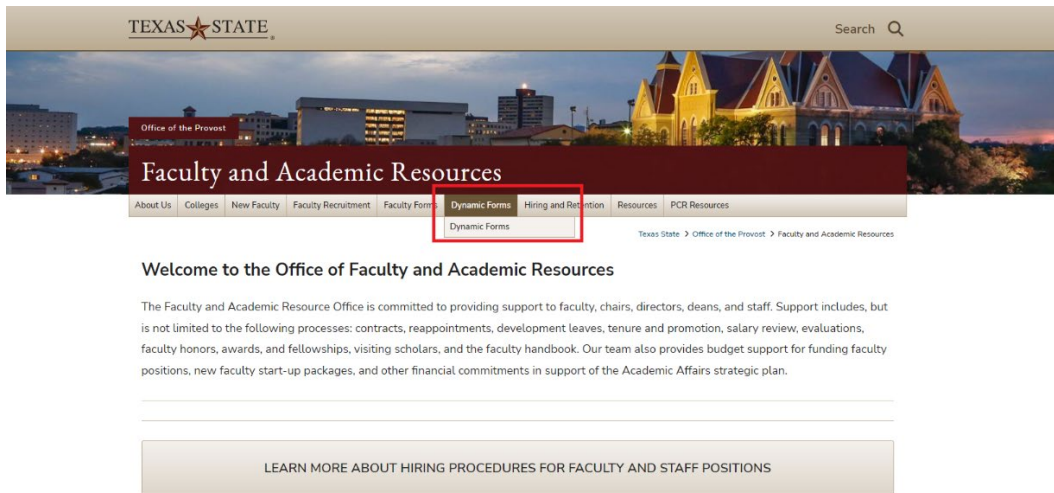 TEXAS STATE
Search
Office of the Provost
Faculty and Academic Resources
About Us Colleges New Faculty Faculty Recruitment Faculty Forms Dynamic Forms Hiring and Retention Resources PCR Resources
Dynamic Forms
Texas State > Office of the Provost > Faculty and Academic Resources
Welcome to the Office of Faculty and Academic Resources
The Faculty and Academic Resource Office is committed to providing support to faculty, chairs, directors, deans, and staff. Support includes, but
is not limited to the following processes: contracts, reappointments, development leaves, tenure and promotion, salary review, evaluations,
faculty honors, awards, and fellowships, visiting scholars, and the faculty handbook. Our team also provides budget support for funding faculty
positions, new faculty start-up packages, and other financial commitments in support of the Academic Affairs strategic plan.
LEARN MORE ABOUT HIRING PROCEDURES FOR FACULTY AND STAFF POSITIONS